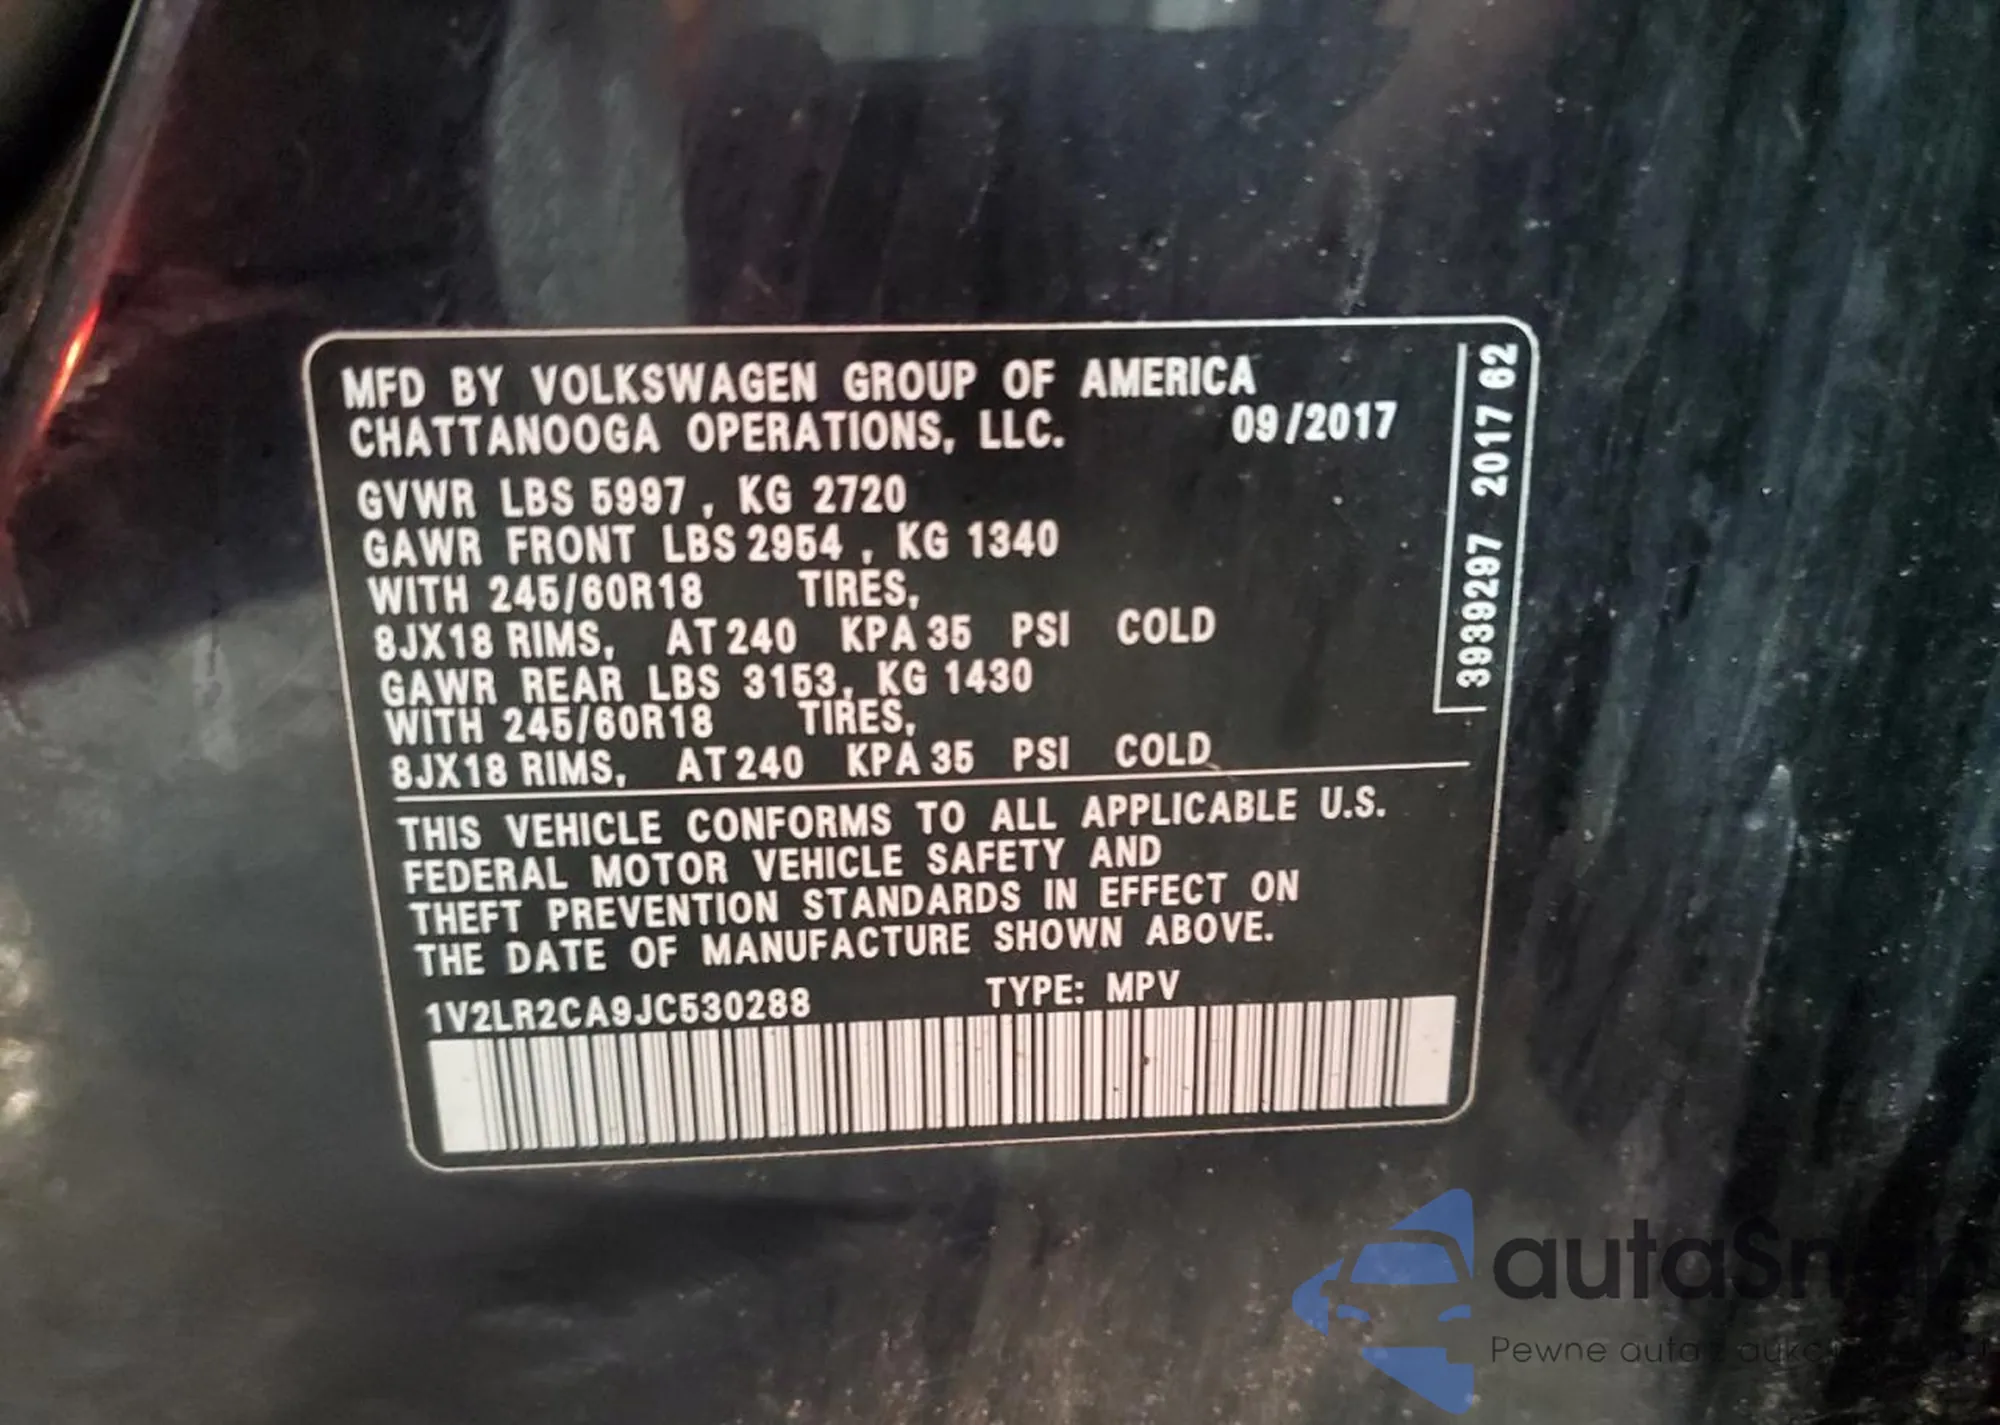 MFD BY VOLKSWAGEN GROUP OF AMERICA
CHATTANOOGA OPERATIONS, LLC. 09/2017
GVWR LBS 5997 , KG 2720
GAWR FRONT LBS 2954 , KG 1340
WITH 245/60R18 TIRES,
8JX18 RIMS, AT 240 KPA 35 PSI COLD
GAWR REAR LBS 3153, KG 1430
WITH 245/60R18 TIRES,
8JX18 RIMS, AT 240 KPA 35 PSI COLD
THIS VEHICLE CONFORMS TO ALL APPLICABLE U.S.
FEDERAL MOTOR VEHICLE SAFETY AND
THEFT PREVENTION STANDARDS IN EFFECT ON
THE DATE OF MANUFACTURE SHOWN ABOVE.
1V2LR2CA9JC530288 TYPE: MPV
3939297 2017 62
Pewne auta z